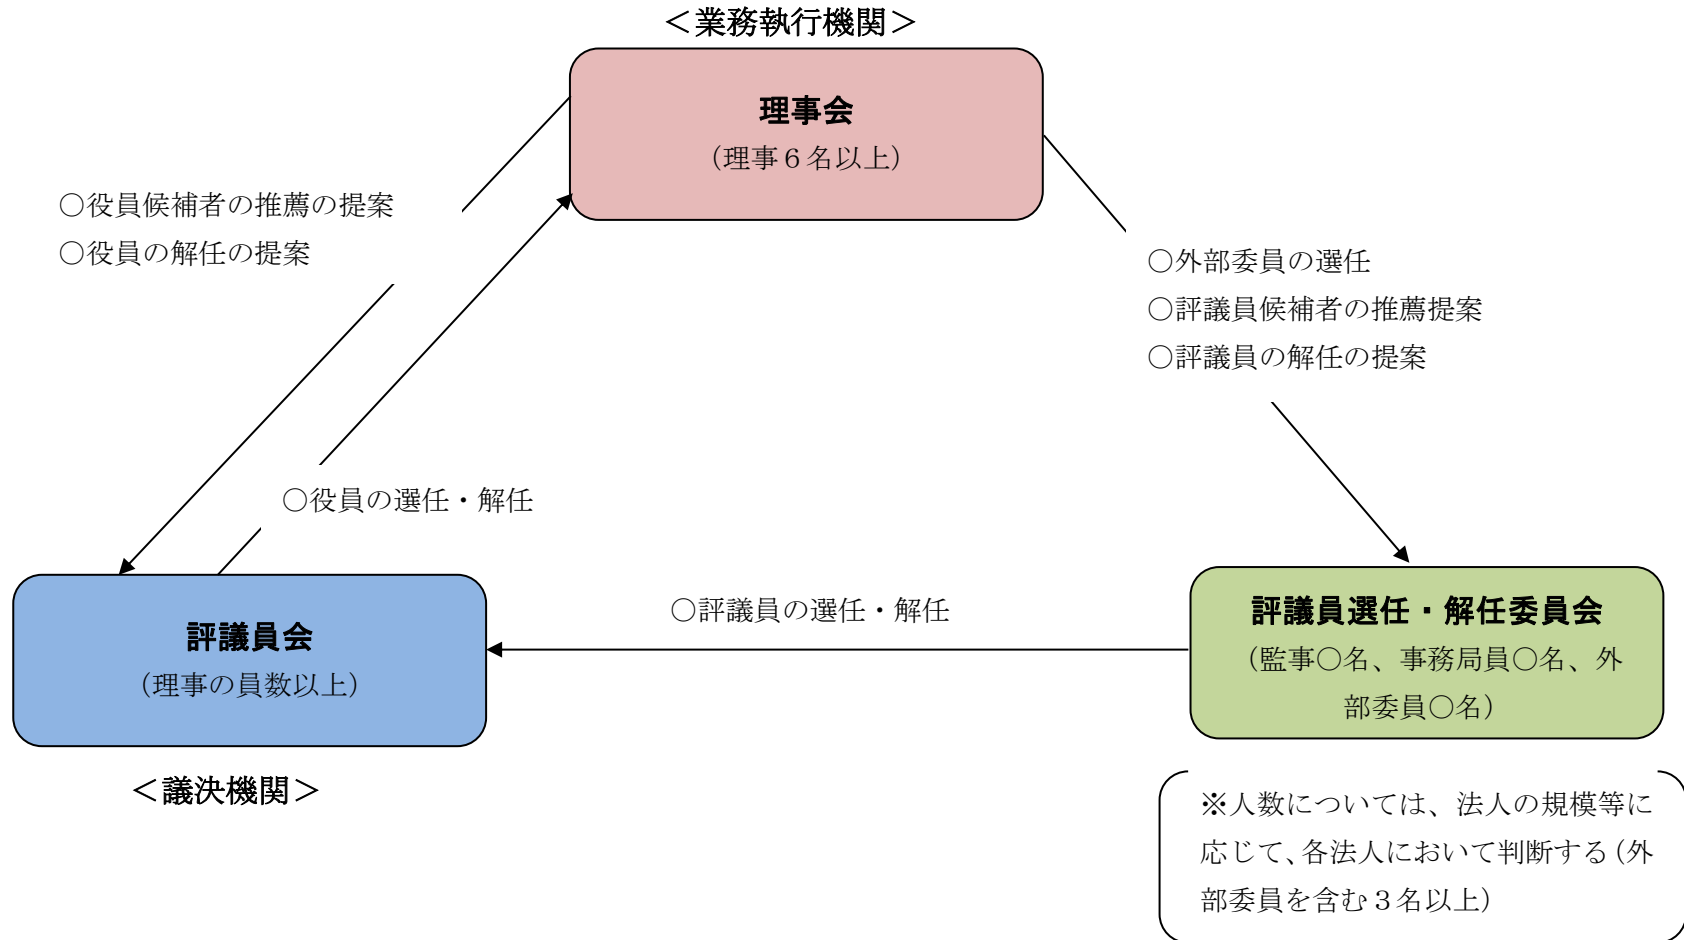 ＜業務執行機関＞
理事会
（理事６名以上）
○役員候補者の推薦の提案
○役員の解任の提案
○外部委員の選任
○評議員候補者の推薦提案
○評議員の解任の提案
○役員の選任・解任
○評議員の選任・解任
評議員会
（理事の員数以上）
＜議決機関＞
評議員選任・解任委員会
（監事○名、事務局員○名、外
部委員○名）
※人数については、法人の規模等に
応じて、各法人において判断する（外
部委員を含む３名以上）